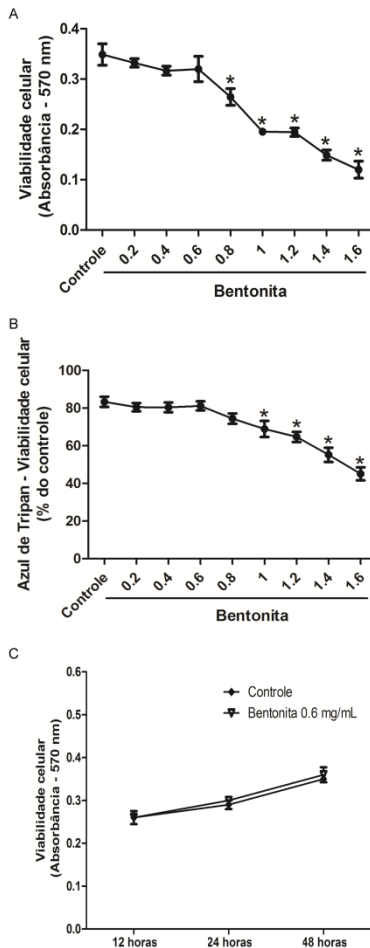 A
Viabilidade celular
(Absorbância - 570 nm)
0.4
0.3
0.2
0.1
0.0
* * * * *
Controle 0.2 0.4 0.6 0.8 1 1.2 1.4 1.6
Bentonita
B
Azul de Tripan - Viabilidade celular
(% do controle)
100
80
60
40
20
0
* * * *
Controle 0.2 0.4 0.6 0.8 1 1.2 1.4 1.6
Bentonita
C
Viabilidade celular
(Absorbância - 570 nm)
0.6
0.5
0.4
0.3
0.2
0.1
0.0
Controle
Bentonita 0.6 mg/mL
12 horas 24 horas 48 horas